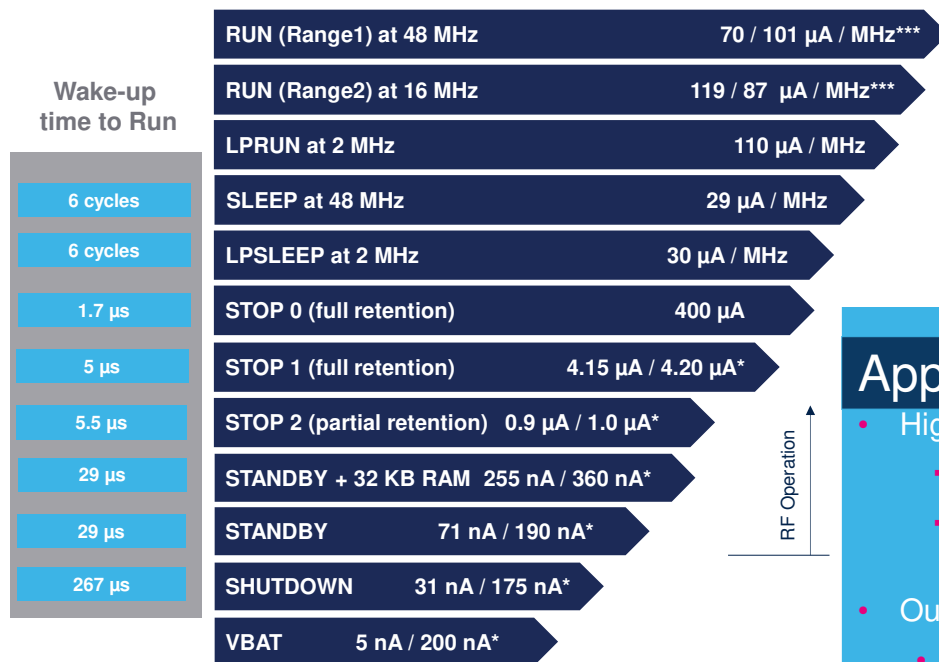 Wake-up
time to Run
RUN (Range1) at 48 MHz 70 / 101 µA / MHz***
RUN (Range2) at 16 MHz 119 / 87 µA / MHz***
LPRUN at 2 MHz 110 µA / MHz
6 cycles SLEEP at 48 MHz 29 µA / MHz
6 cycles LPSLEEP at 2 MHz 30 µA / MHz
1.7 µs STOP 0 (full retention) 400 µA
5 µs STOP 1 (full retention) 4.15 µA / 4.20 µA*
5.5 µs STOP 2 (partial retention) 0.9 µA / 1.0 µA*
29 µs STANDBY + 32 KB RAM 255 nA / 360 nA*
29 µs STANDBY 71 nA / 190 nA*
267 µs SHUTDOWN 31 nA / 175 nA*
VBAT 5 nA / 200 nA*
RF Operation
App
• Hig
• Ou